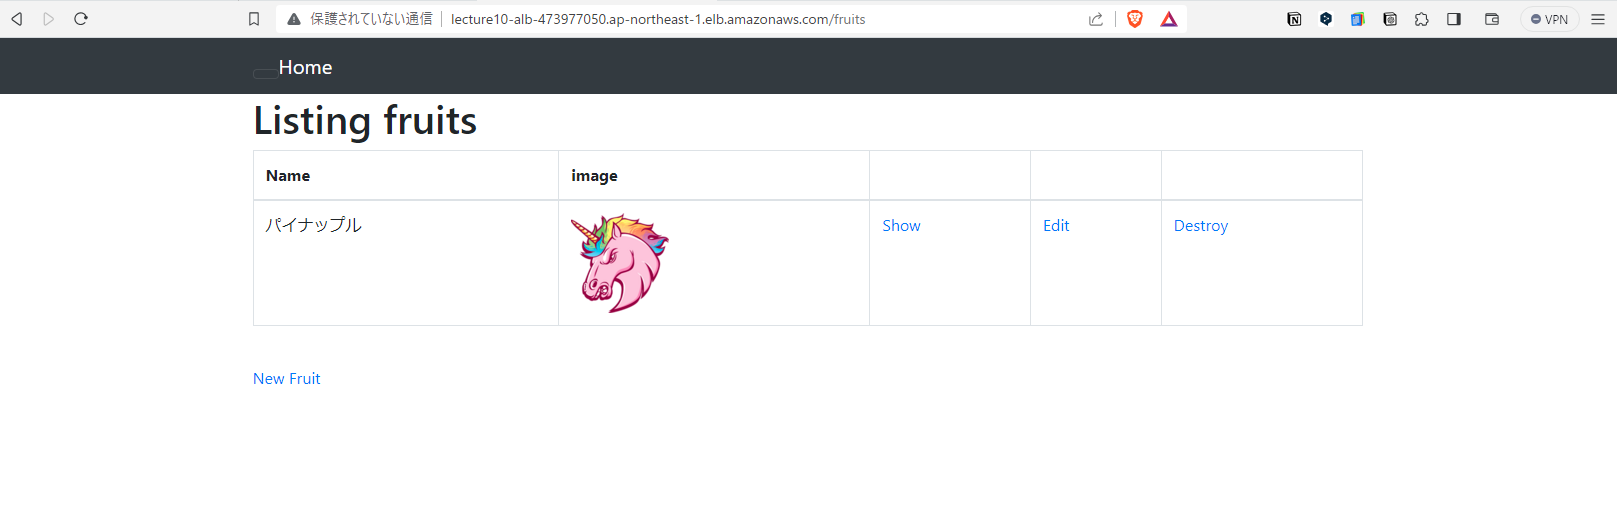 保護されていない通信 lecture10-alb-473977050.ap-northeast-1.elb.amazonaws.com/fruits
VPN
Home
Listing fruits
Name image
パイナップル Show Edit Destroy
New Fruit